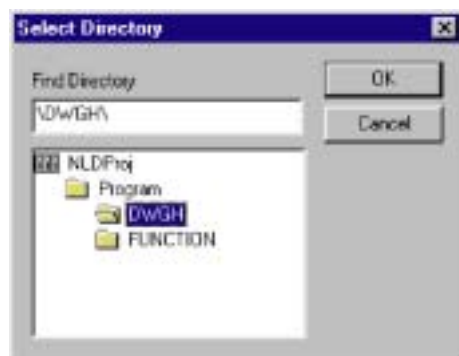 Select Directory
Find Directory
OK
\DWGH\
Cancel
NLDProj
Program
DWGH
FUNCTION